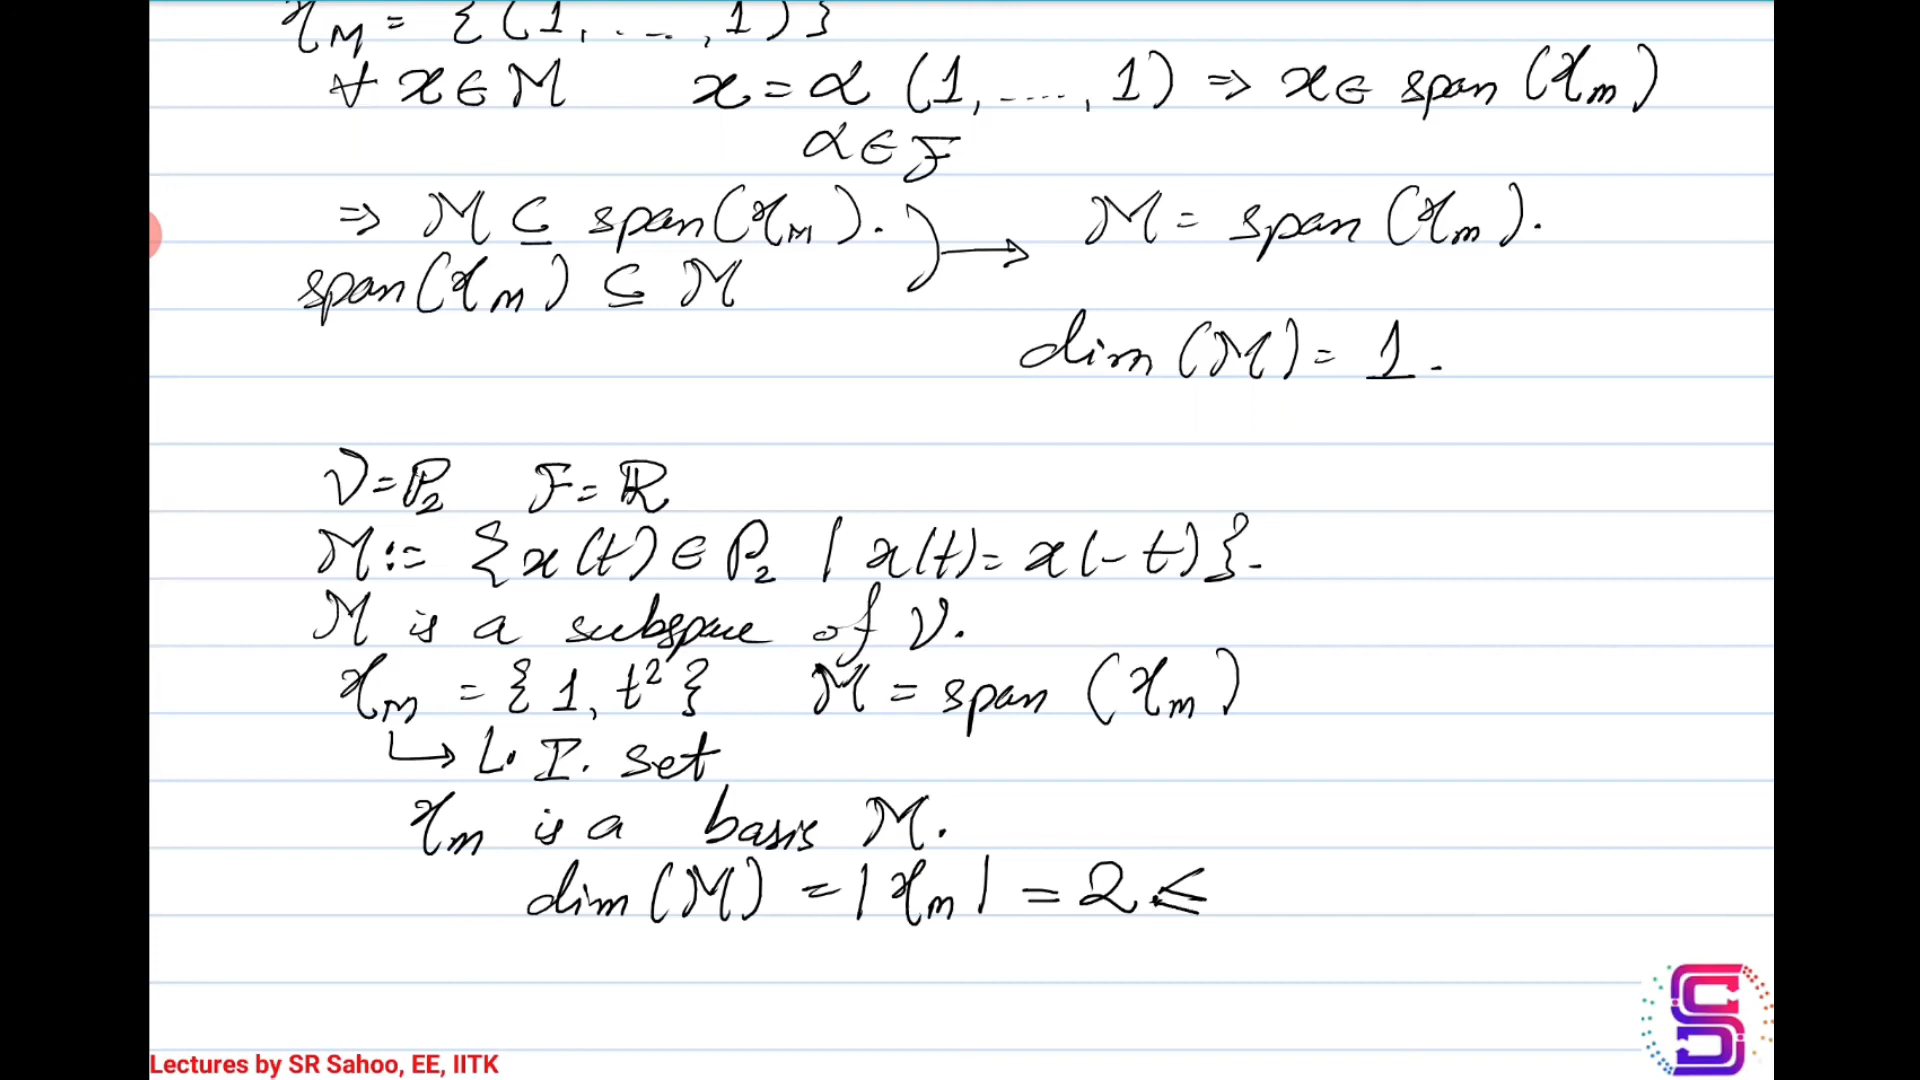 𝒳_M = {(1, ..., 1)}
∀ x ∈ M x = α (1, ...., 1) ⇒ x ∈ span (𝒳_m)
α ∈ F
⇒ M ⊆ span(𝒳_M). → M = span (𝒳_m).
span(𝒳_m) ⊆ M
dim (M) = 1.
V = P₂ F = ℝ
M := {x(t) ∈ P₂ | x(t) = x(-t)}.
M is a subspace of V.
𝒳_m = {1, t²} M = span (𝒳_m)
↳ L.I. set
𝒳_m is a basis M.
dim (M) = |𝒳_m| = 2 ≤
Lectures by SR Sahoo, EE, IITK